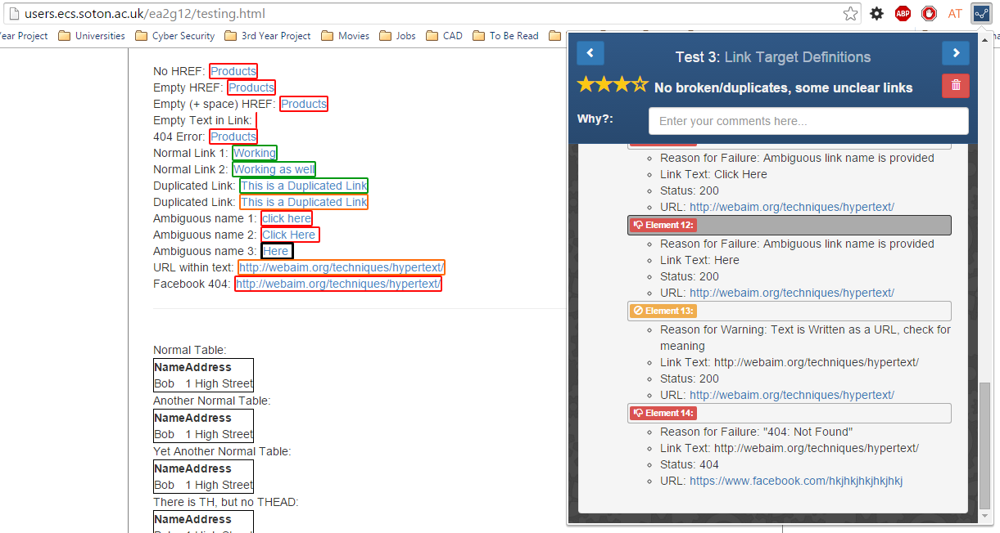 users.ecs.soton.ac.uk/ea2g12/testing.html
ABP
AT
Year Project
Universities
Cyber Security
3rd Year Project
Movies
Jobs
CAD
To Be Read
No HREF: Products
Empty HREF: Products
Empty (+ space) HREF: Products
Empty Text in Link:
404 Error: Products
Normal Link 1: Working
Normal Link 2: Working as well
Duplicated Link: This is a Duplicated Link
Duplicated Link: This is a Duplicated Link
Ambiguous name 1: click here
Ambiguous name 2: Click Here
Ambiguous name 3: Here
URL within text: http://webaim.org/techniques/hypertext/
Facebook 404: http://webaim.org/techniques/hypertext/
Normal Table:
NameAddress
Bob 1 High Street
Another Normal Table:
NameAddress
Bob 1 High Street
Yet Another Normal Table:
NameAddress
Bob 1 High Street
There is TH, but no THEAD:
NameAddress
Test 3: Link Target Definitions
No broken/duplicates, some unclear links
Why?:
Enter your comments here...
Reason for Failure: Ambiguous link name is provided
Link Text: Click Here
Status: 200
URL: http://webaim.org/techniques/hypertext/
Element 12:
Reason for Failure: Ambiguous link name is provided
Link Text: Here
Status: 200
URL: http://webaim.org/techniques/hypertext/
Element 13:
Reason for Warning: Text is Written as a URL, check for
meaning
Link Text: http://webaim.org/techniques/hypertext/
Status: 200
URL: http://webaim.org/techniques/hypertext/
Element 14:
Reason for Failure: "404: Not Found"
Link Text: http://webaim.org/techniques/hypertext/
Status: 404
URL: https://www.facebook.com/hkjhkjhkjhkjhkj